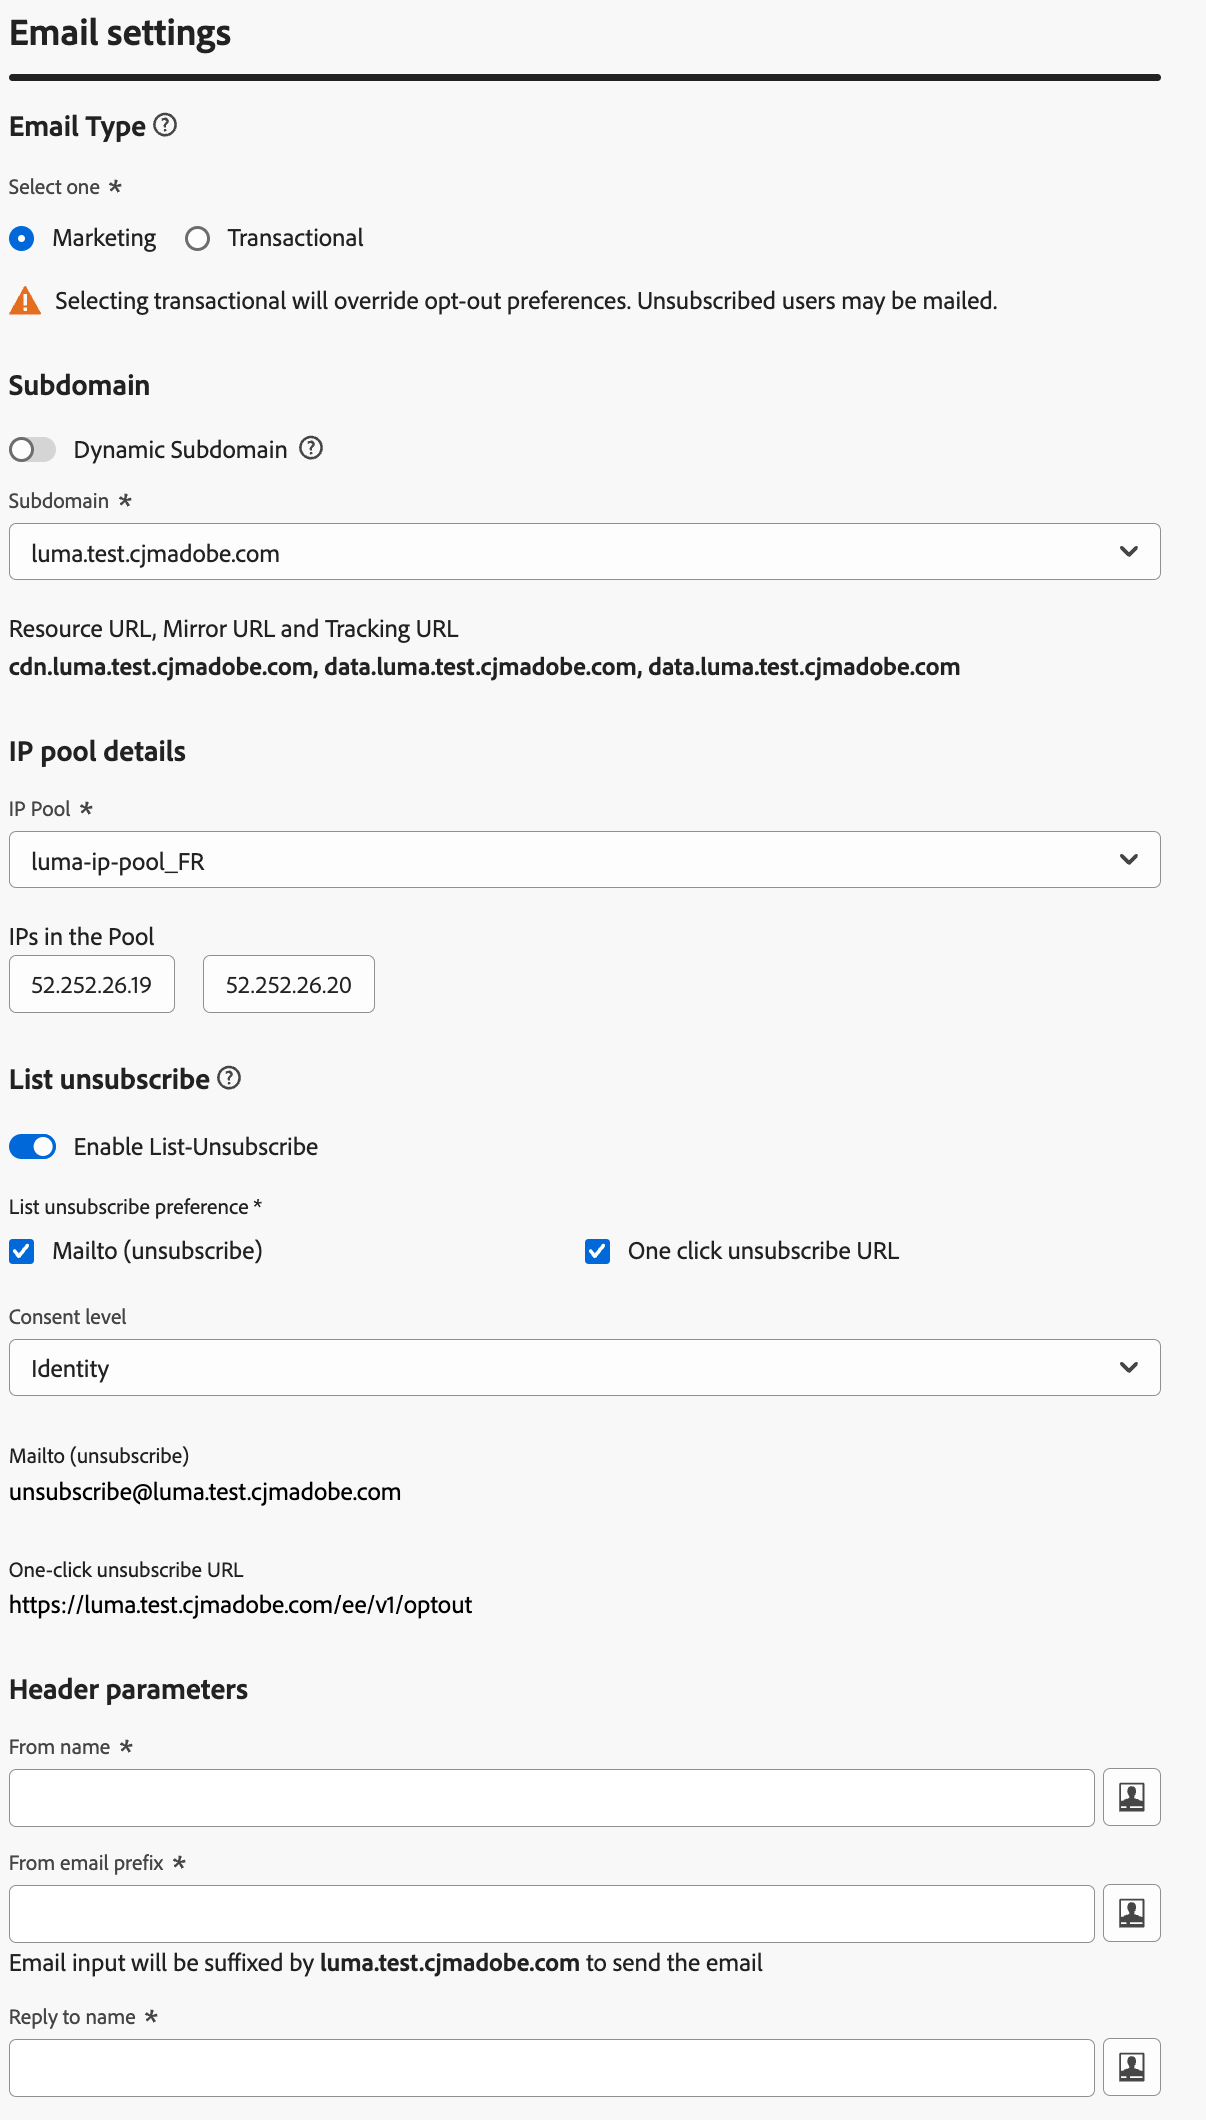 Email settings
Email Type
Select one *
Marketing Transactional
Selecting transactional will override opt-out preferences. Unsubscribed users may be mailed.
Subdomain
Dynamic Subdomain
Subdomain *
luma.test.cjmadobe.com
Resource URL, Mirror URL and Tracking URL
cdn.luma.test.cjmadobe.com, data.luma.test.cjmadobe.com, data.luma.test.cjmadobe.com
IP pool details
IP Pool *
luma-ip-pool_FR
IPs in the Pool
52.252.26.19 52.252.26.20
List unsubscribe
Enable List-Unsubscribe
List unsubscribe preference *
Mailto (unsubscribe) One click unsubscribe URL
Consent level
Identity
Mailto (unsubscribe)
unsubscribe@luma.test.cjmadobe.com
One-click unsubscribe URL
https://luma.test.cjmadobe.com/ee/v1/optout
Header parameters
From name *
From email prefix *
Email input will be suffixed by luma.test.cjmadobe.com to send the email
Reply to name *